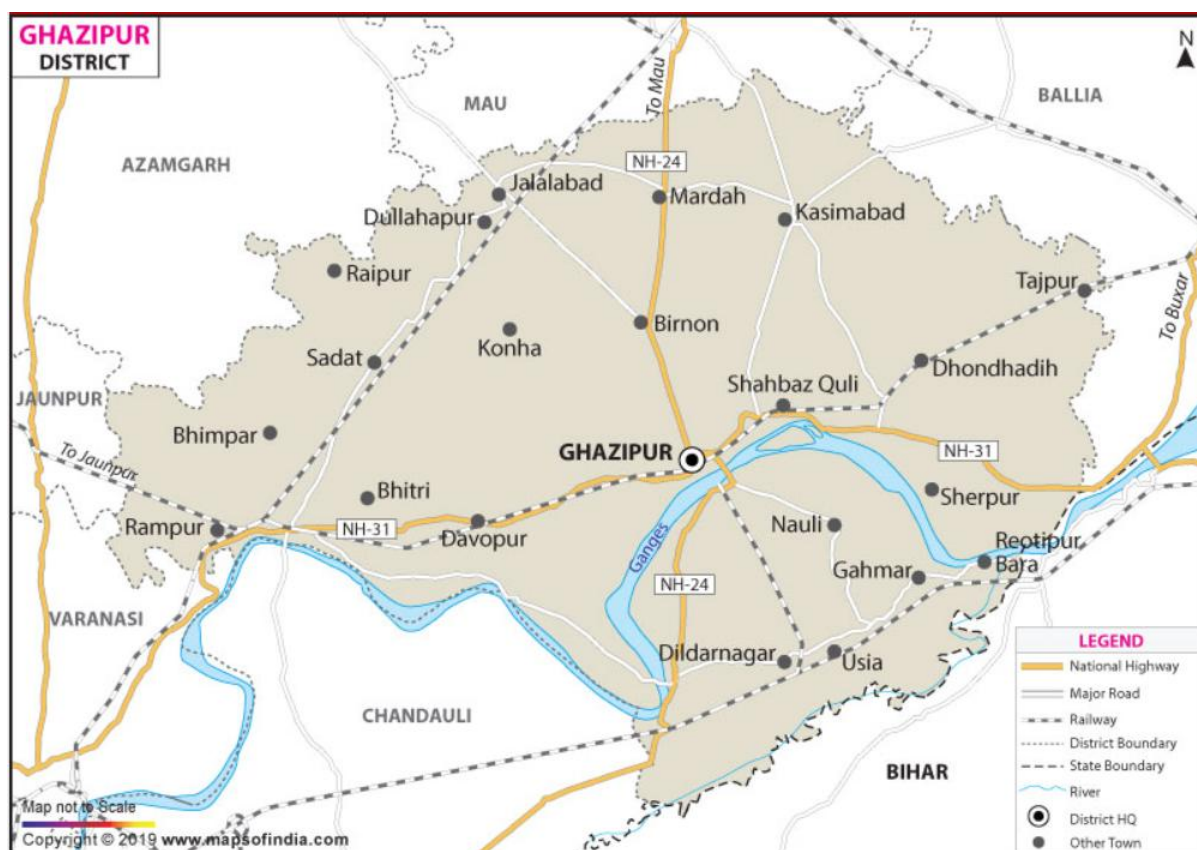 GHAZIPUR
DISTRICT
N
MAU
To Mau
BALLIA
AZAMGARH
NH-24
Jalalabad
Mardah
Dullahapur
Kasimabad
Raipur
Tajpur
To Buxar
Birnon
Konha
Sadat
Dhondhadih
JAUNPUR
Shahbaz Quli
Bhimpar
To Jaunpur
GHAZIPUR
NH-31
Bhitri
Sherpur
Rampur
NH-31
Davopur
Nauli
Ganges
Reotipur
Bara
Gahmar
NH-24
VARANASI
Dildarnagar
Usia
CHANDAULI
BIHAR
LEGEND
National Highway
Major Road
Railway
District Boundary
State Boundary
River
District HQ
Other Town
Map not to Scale
Copyright © 2019 www.mapsofindia.com